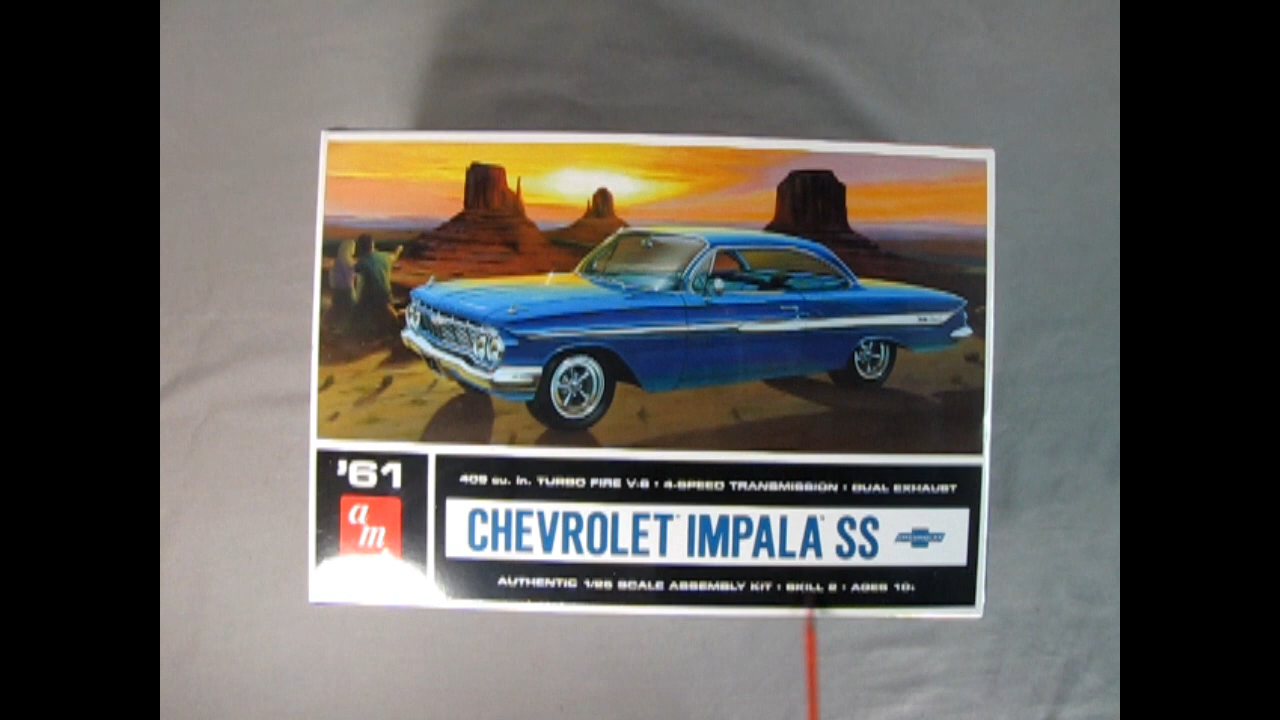 '61
amt
409 cu. in. TURBO FIRE V-8 : 4-SPEED TRANSMISSION : DUAL EXHAUST
CHEVROLET IMPALA SS
CHEVROLET
AUTHENTIC 1/25 SCALE ASSEMBLY KIT : SKILL 2 : AGES 10+